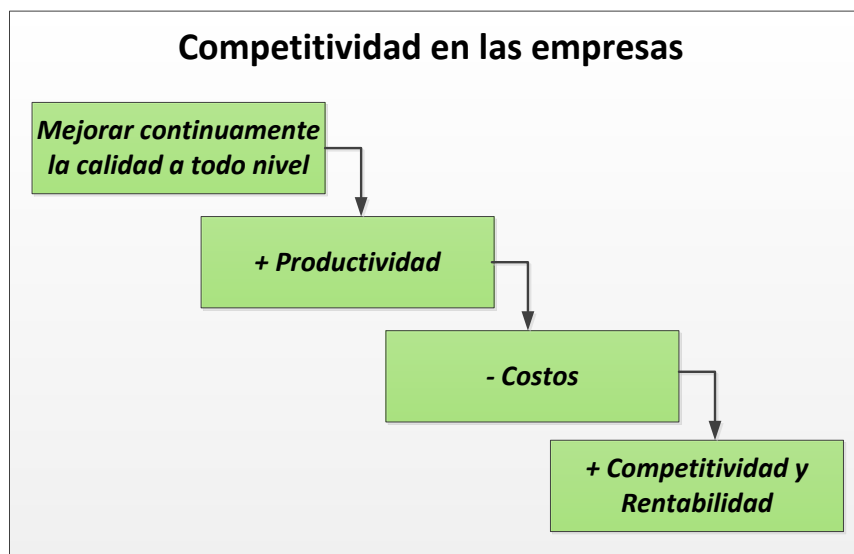 Competitividad en las empresas
Mejorar continuamente
la calidad a todo nivel
+ Productividad
- Costos
+ Competitividad y
Rentabilidad